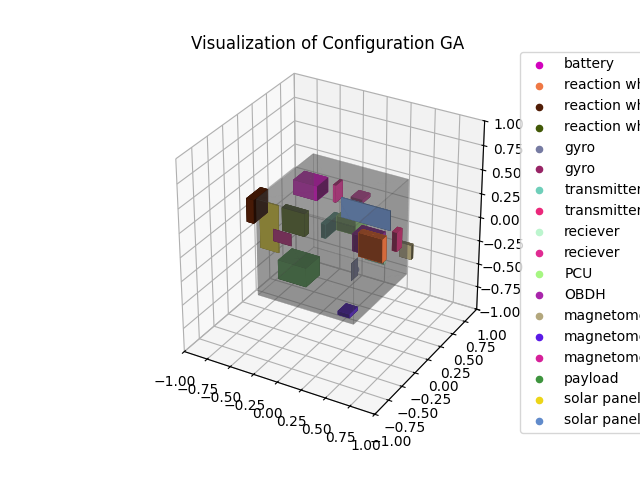 Visualization of Configuration GA
battery
reaction wh
reaction wh
reaction wh
gyro
gyro
transmitter
transmitter
reciever
reciever
PCU
OBDH
magnetome
magnetome
magnetome
payload
solar panel
solar panel
1.00
0.75
0.50
0.25
0.00
−0.25
−0.50
−0.75
−1.00
1.00
0.75
0.50
0.25
0.00
−0.25
−0.50
−0.75
−1.00
−1.00
−0.75
−0.50
−0.25
0.00
0.25
0.50
0.75
1.00